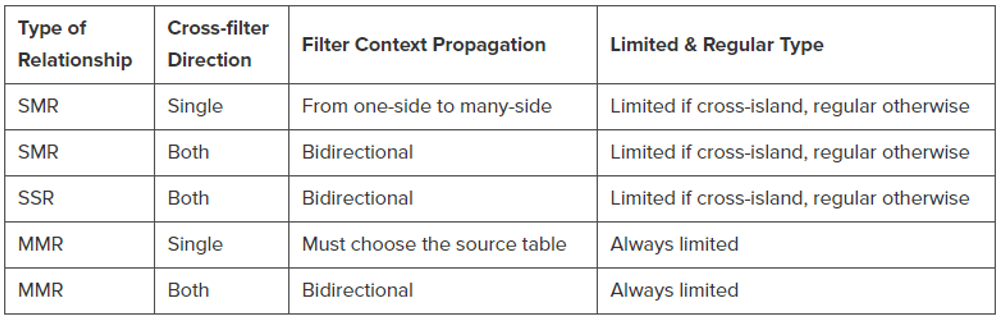 Type of Relationship Cross-filter Direction Filter Context Propagation Limited & Regular Type
SMR Single From one-side to many-side Limited if cross-island, regular otherwise
SMR Both Bidirectional Limited if cross-island, regular otherwise
SSR Both Bidirectional Limited if cross-island, regular otherwise
MMR Single Must choose the source table Always limited
MMR Both Bidirectional Always limited